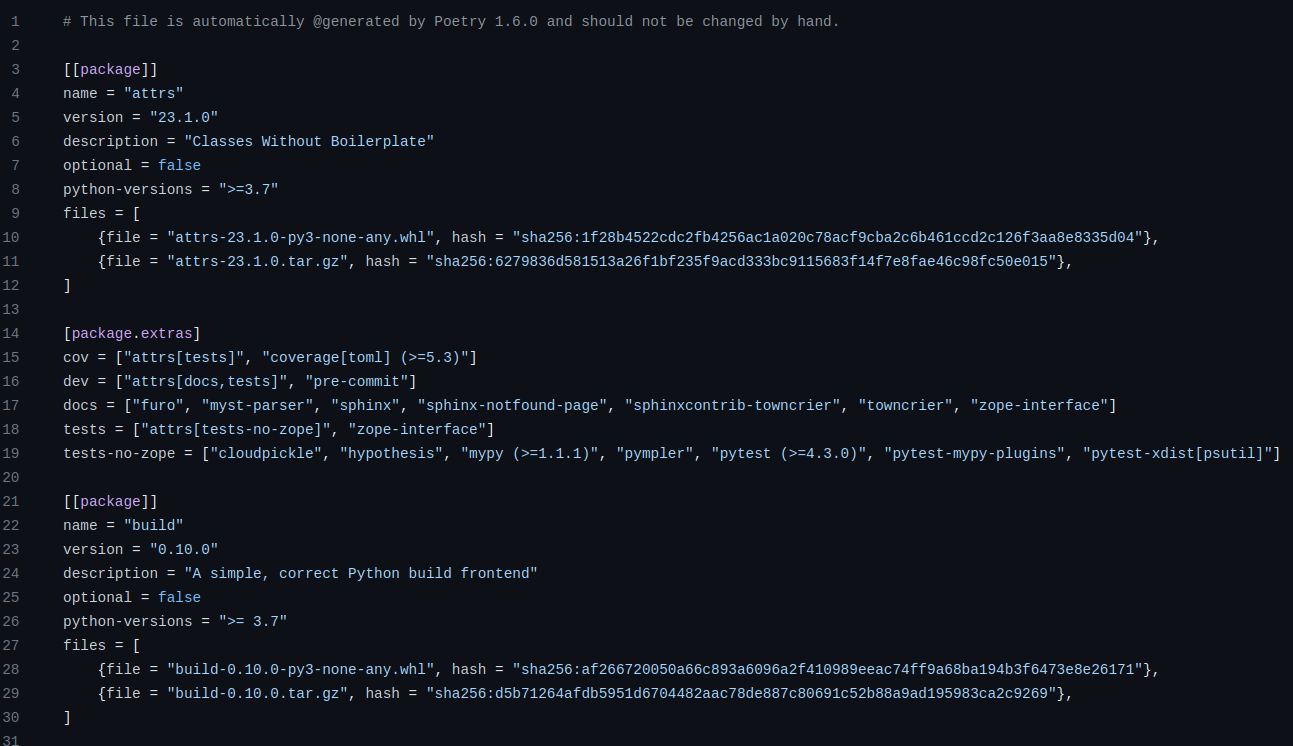 1 # This file is automatically @generated by Poetry 1.6.0 and should not be changed by hand.
2
3 [[package]]
4 name = "attrs"
5 version = "23.1.0"
6 description = "Classes Without Boilerplate"
7 optional = false
8 python-versions = ">=3.7"
9 files = [
10     {file = "attrs-23.1.0-py3-none-any.whl", hash = "sha256:1f28b4522cdc2fb4256ac1a020c78acf9cba2c6b461ccd2c126f3aa8e8335d04"},
11     {file = "attrs-23.1.0.tar.gz", hash = "sha256:6279836d581513a26f1bf235f9acd333bc9115683f14f7e8fae46c98fc50e015"},
12 ]
13
14 [package.extras]
15 cov = ["attrs[tests]", "coverage[toml] (>=5.3)"]
16 dev = ["attrs[docs,tests]", "pre-commit"]
17 docs = ["furo", "myst-parser", "sphinx", "sphinx-notfound-page", "sphinxcontrib-towncrier", "towncrier", "zope-interface"]
18 tests = ["attrs[tests-no-zope]", "zope-interface"]
19 tests-no-zope = ["cloudpickle", "hypothesis", "mypy (>=1.1.1)", "pympler", "pytest (>=4.3.0)", "pytest-mypy-plugins", "pytest-xdist[psutil]"]
20
21 [[package]]
22 name = "build"
23 version = "0.10.0"
24 description = "A simple, correct Python build frontend"
25 optional = false
26 python-versions = ">= 3.7"
27 files = [
28     {file = "build-0.10.0-py3-none-any.whl", hash = "sha256:af266720050a66c893a6096a2f410989eeac74ff9a68ba194b3f6473e8e26171"},
29     {file = "build-0.10.0.tar.gz", hash = "sha256:d5b71264afdb5951d6704482aac78de887c80691c52b88a9ad195983ca2c9269"},
30 ]
31